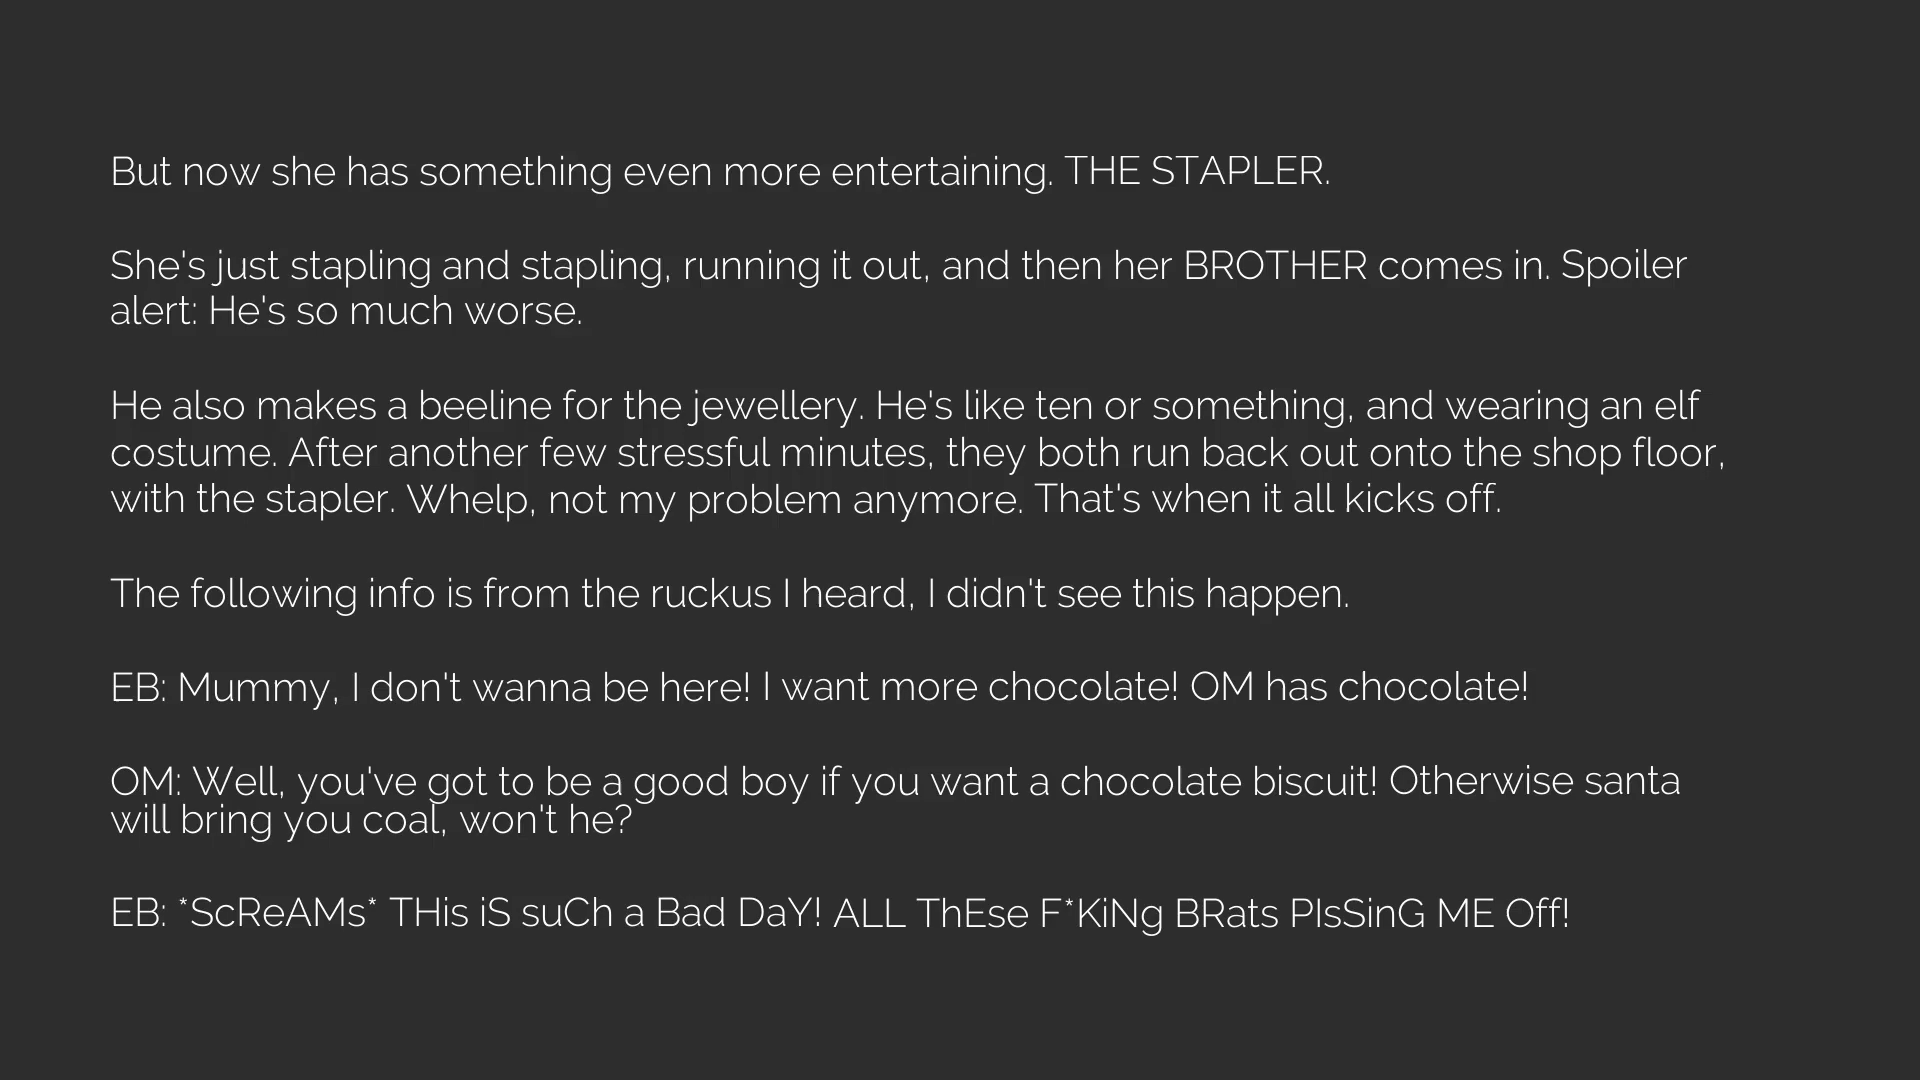 But now she has something even more entertaining. THE STAPLER.
She's just stapling and stapling, running it out, and then her BROTHER comes in. Spoiler
alert: He's so much worse.
He also makes a beeline for the jewellery. He's like ten or something, and wearing an elf
costume. After another few stressful minutes, they both run back out onto the shop floor,
with the stapler. Whelp, not my problem anymore. That's when it all kicks off.
The following info is from the ruckus I heard, I didn't see this happen.
EB: Mummy, I don't wanna be here! I want more chocolate! OM has chocolate!
OM: Well, you've got to be a good boy if you want a chocolate biscuit! Otherwise santa
will bring you coal, won't he?
EB: *ScReAMs* THis iS suCh a Bad DaY! ALL ThEse F*KiNg BRats PIsSinG ME Off!